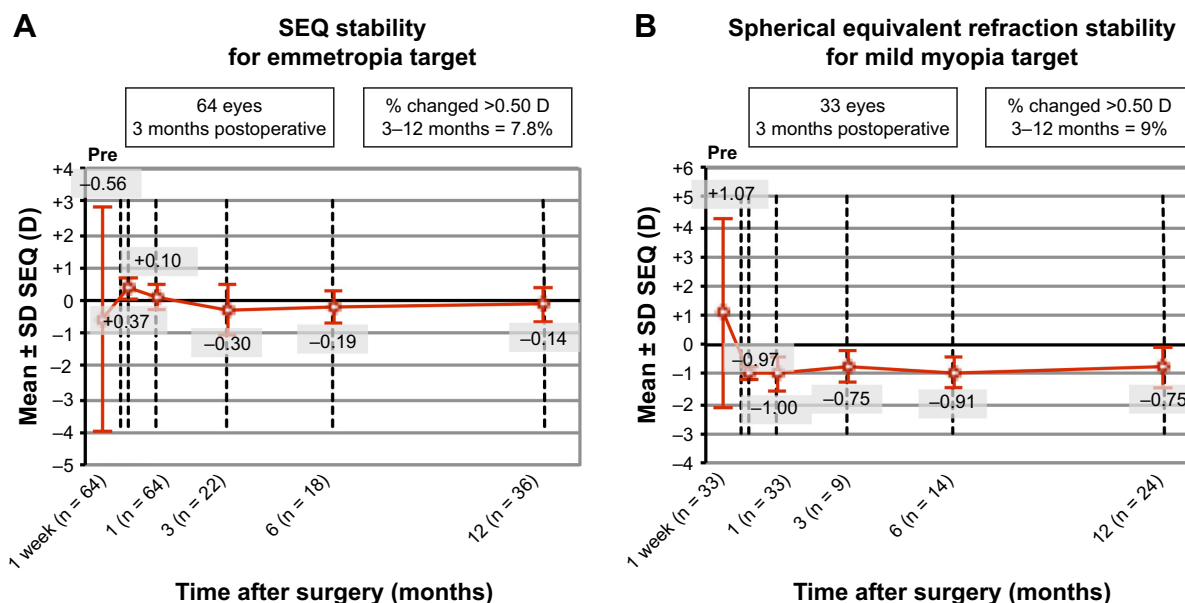 A
SEQ stability
for emmetropia target
64 eyes
3 months postoperative
% changed >0.50 D
3–12 months = 7.8%
Pre
Mean ± SD SEQ (D)
+4
+3
+2
+1
0
–1
–2
–3
–4
–5
–0.56
+0.37
+0.10
–0.30
–0.19
–0.14
1 week (n = 64)
1 (n = 64)
3 (n = 22)
6 (n = 18)
12 (n = 36)
Time after surgery (months)
B
Spherical equivalent refraction stability
for mild myopia target
33 eyes
3 months postoperative
% changed >0.50 D
3–12 months = 9%
Pre
Mean ± SD SEQ (D)
+6
+5
+4
+3
+2
+1
0
–1
–2
–3
–4
+1.07
–0.97
–1.00
–0.75
–0.91
–0.75
1 week (n = 33)
1 (n = 33)
3 (n = 9)
6 (n = 14)
12 (n = 24)
Time after surgery (months)